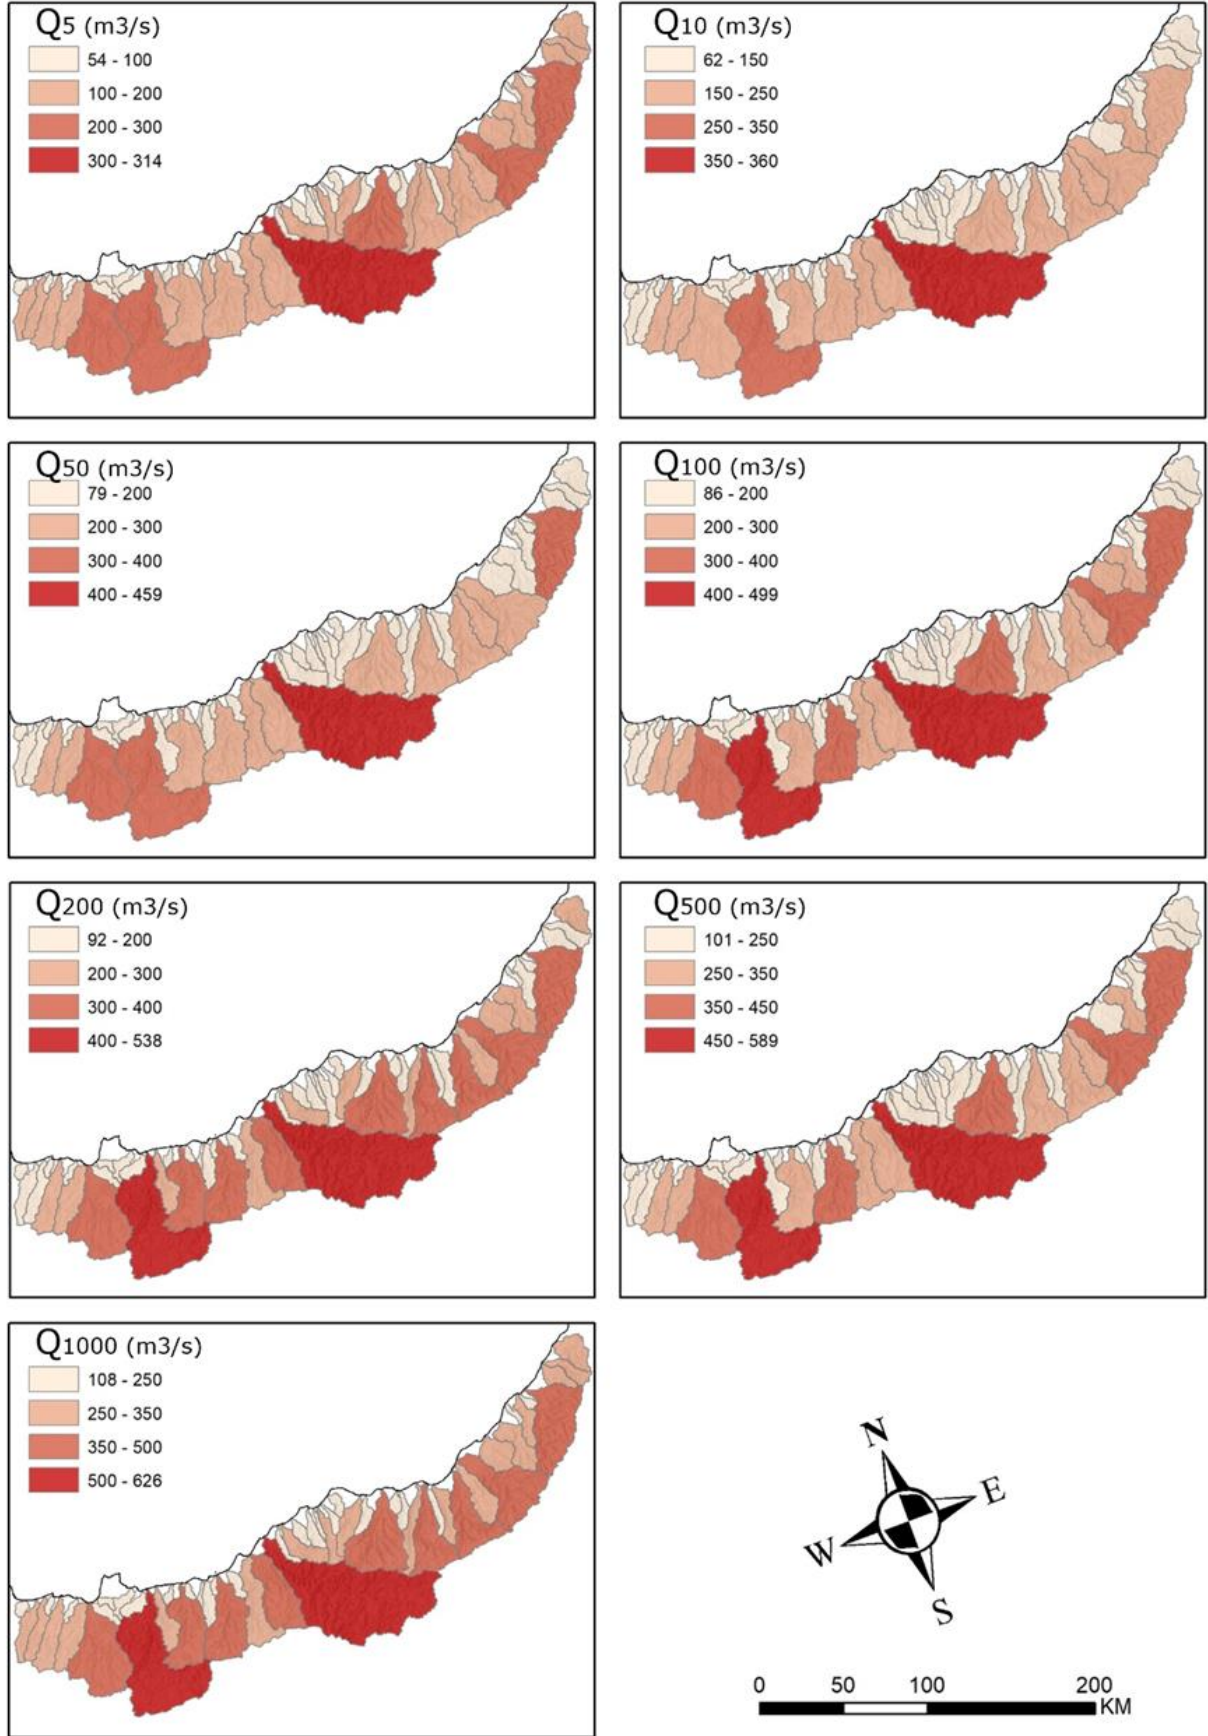 Q5 (m3/s)
54 - 100
100 - 200
200 - 300
300 - 314
Q10 (m3/s)
62 - 150
150 - 250
250 - 350
350 - 360
Q50 (m3/s)
79 - 200
200 - 300
300 - 400
400 - 459
Q100 (m3/s)
86 - 200
200 - 300
300 - 400
400 - 499
Q200 (m3/s)
92 - 200
200 - 300
300 - 400
400 - 538
Q500 (m3/s)
101 - 250
250 - 350
350 - 450
450 - 589
Q1000 (m3/s)
108 - 250
250 - 350
350 - 500
500 - 626
N
E
W
S
0 50 100 200
KM